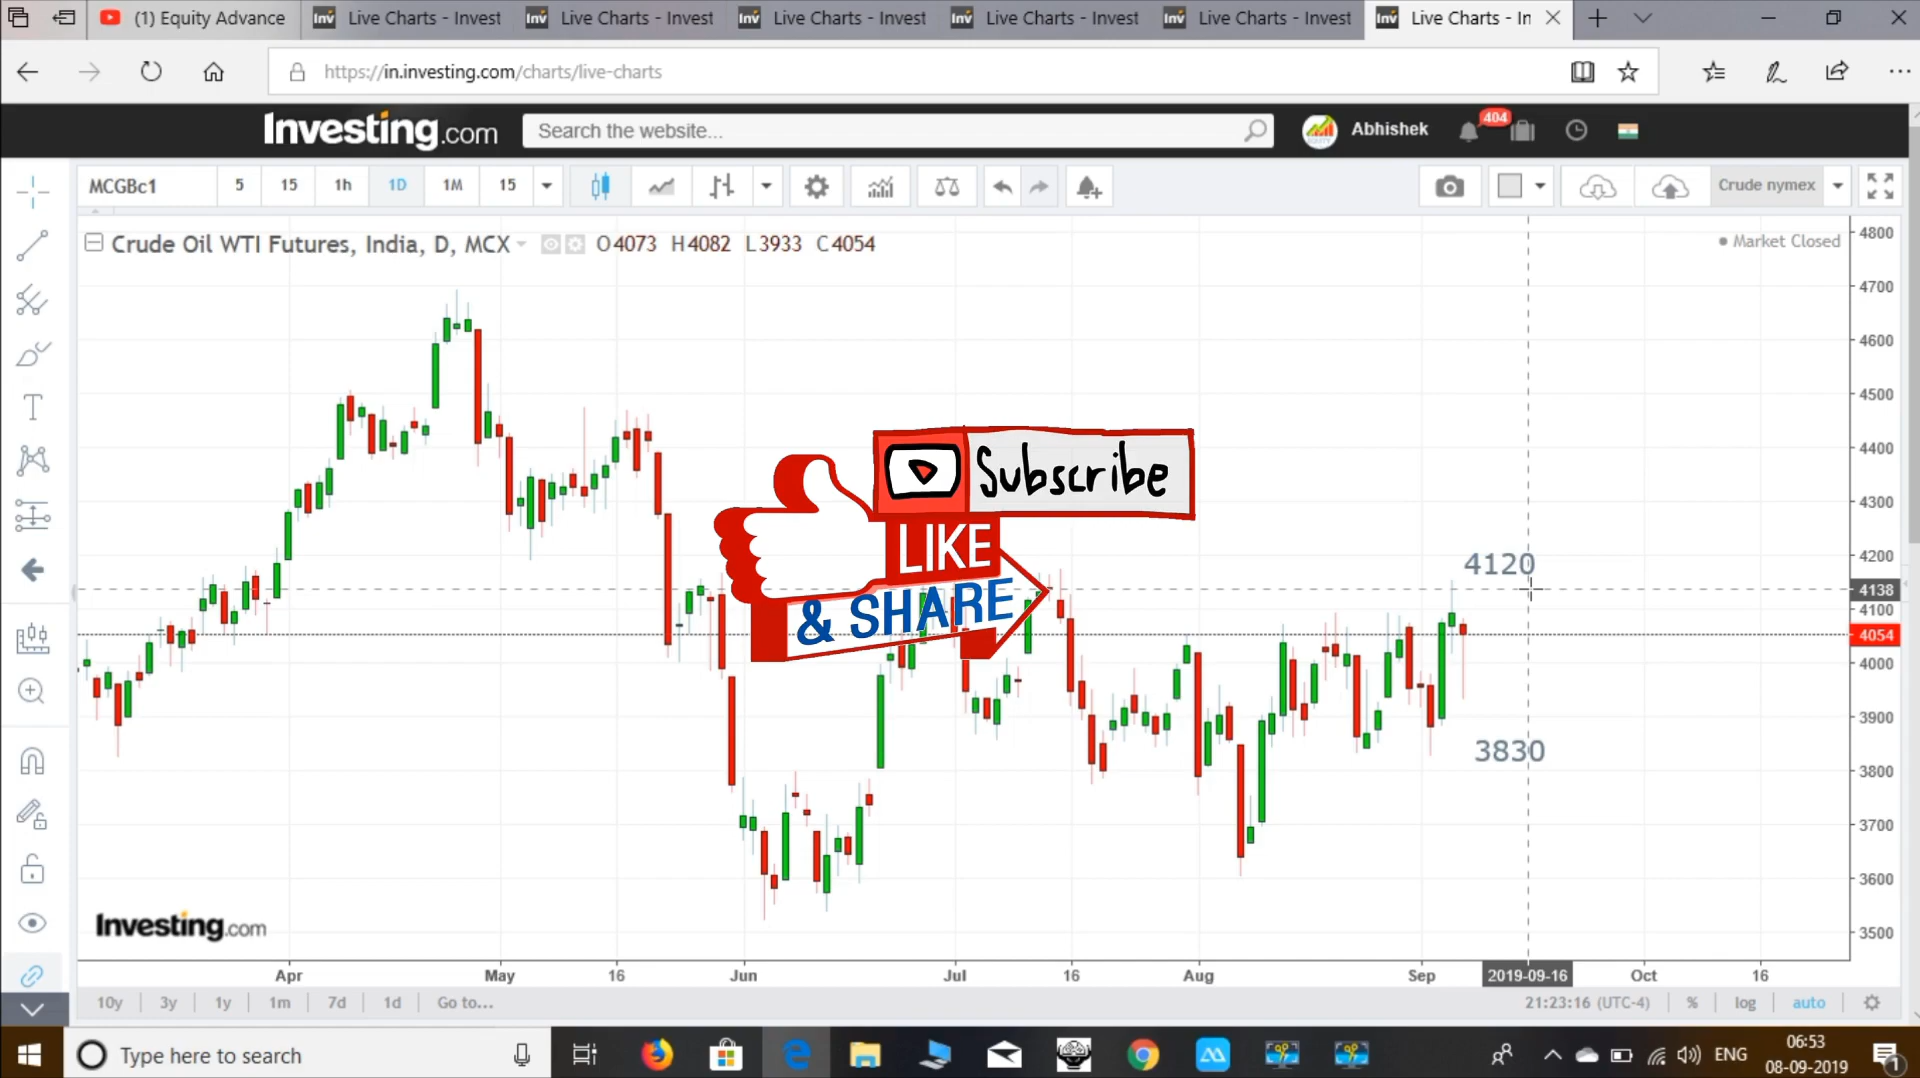 (1) Equity Advance
Live Charts - Invest
Live Charts - Invest
Live Charts - Invest
Live Charts - Invest
Live Charts - Invest
Live Charts - In
https://in.investing.com/charts/live-charts
Investing.com
Search the website...
Abhishek
404
MCGBc1
5
15
1h
1D
1M
15
Crude nymex
Crude Oil WTI Futures, India, D, MCX
O4073 H4082 L3933 C4054
Market Closed
4800
4700
4600
4500
4400
4300
4200
4138
4100
4054
4000
3900
3800
3700
3600
3500
Subscribe
LIKE
& SHARE
4120
3830
Investing.com
Apr
May
16
Jun
Jul
16
Aug
Sep
2019-09-16
Oct
16
10y
3y
1y
1m
7d
1d
Go to...
21:23:16 (UTC-4)
%
log
auto
Type here to search
ENG
06:53
08-09-2019
1